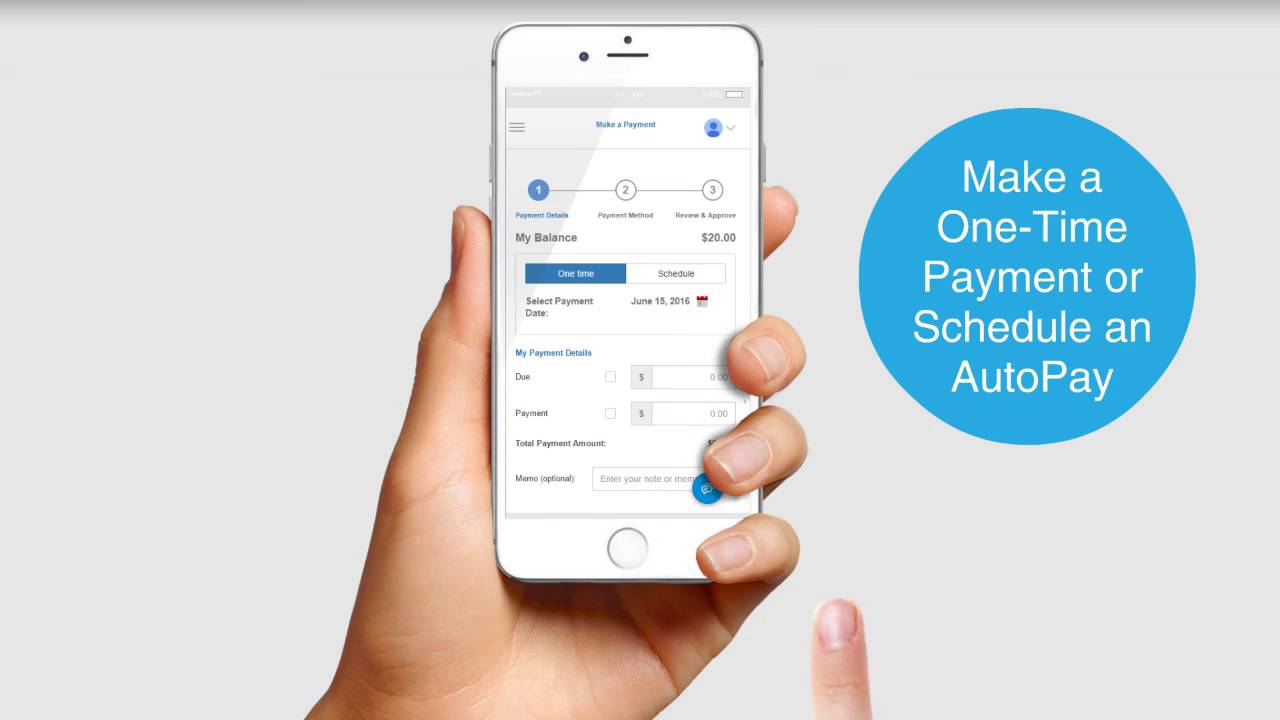 Make a Payment
1 2 3
Payment Details Payment Method Review & Approve
My Balance $20.00
One time Schedule
Select Payment June 15, 2016
Date:
My Payment Details
Due $ 0.00
Payment $ 0.00
Total Payment Amount:
Memo (optional): Enter your note or mem
Make a
One-Time
Payment or
Schedule an
AutoPay